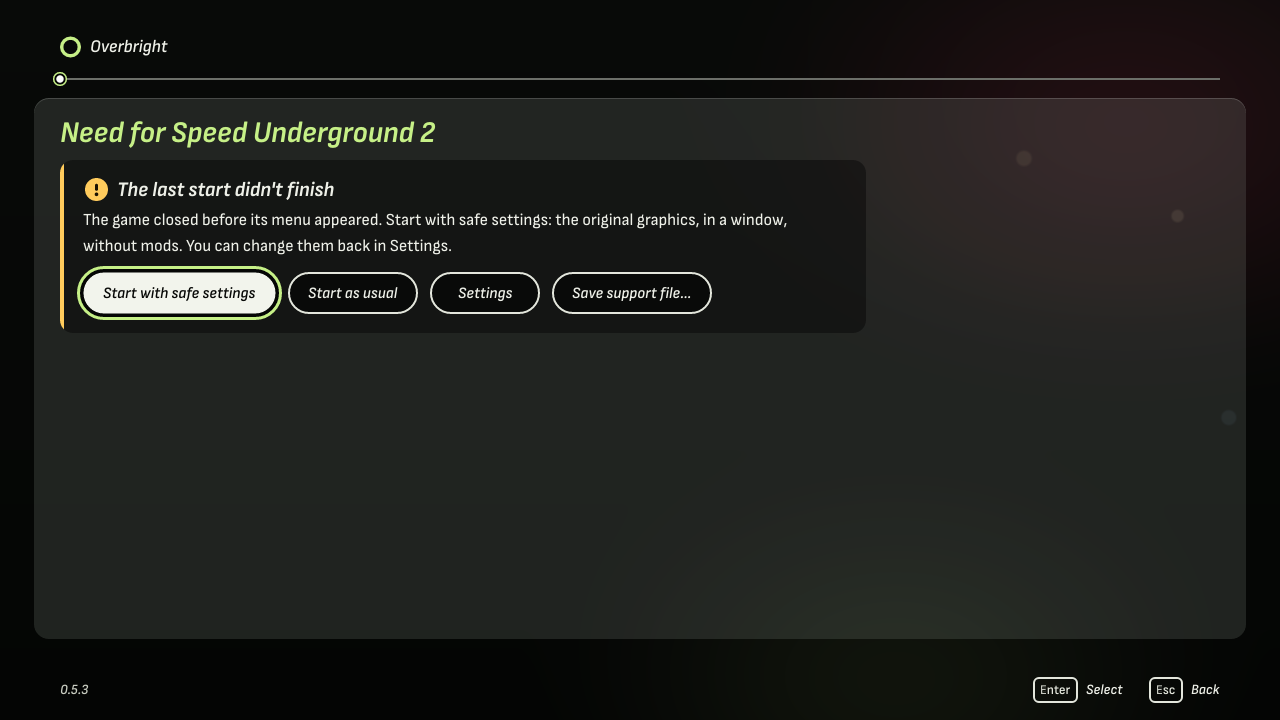 Overbright
Need for Speed Underground 2
The last start didn't finish
The game closed before its menu appeared. Start with safe settings: the original graphics, in a window,
without mods. You can change them back in Settings.
Start with safe settings
Start as usual
Settings
Save support file...
0.5.3
Enter Select
Esc Back